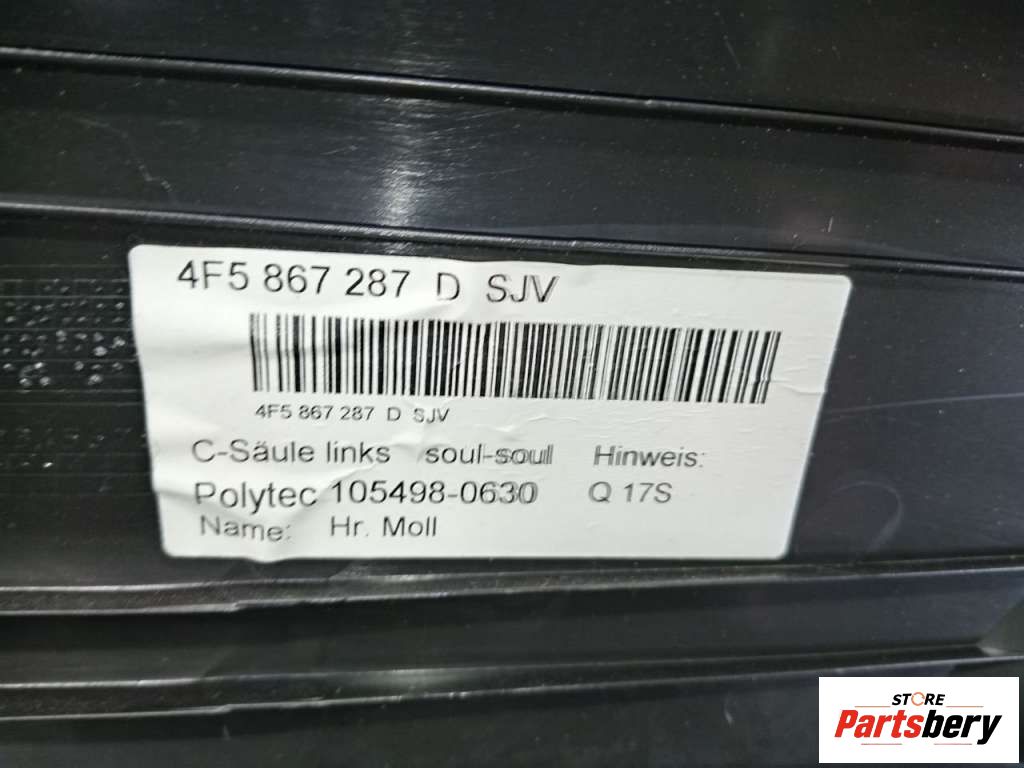 4F5 867 287 D SJV
4F5 867 287 D SJV
C-Säule links soul-soul Hinweis:
Polytec 105498-0630 Q 17S
Name: Hr. Moll
STORE
Partsbery